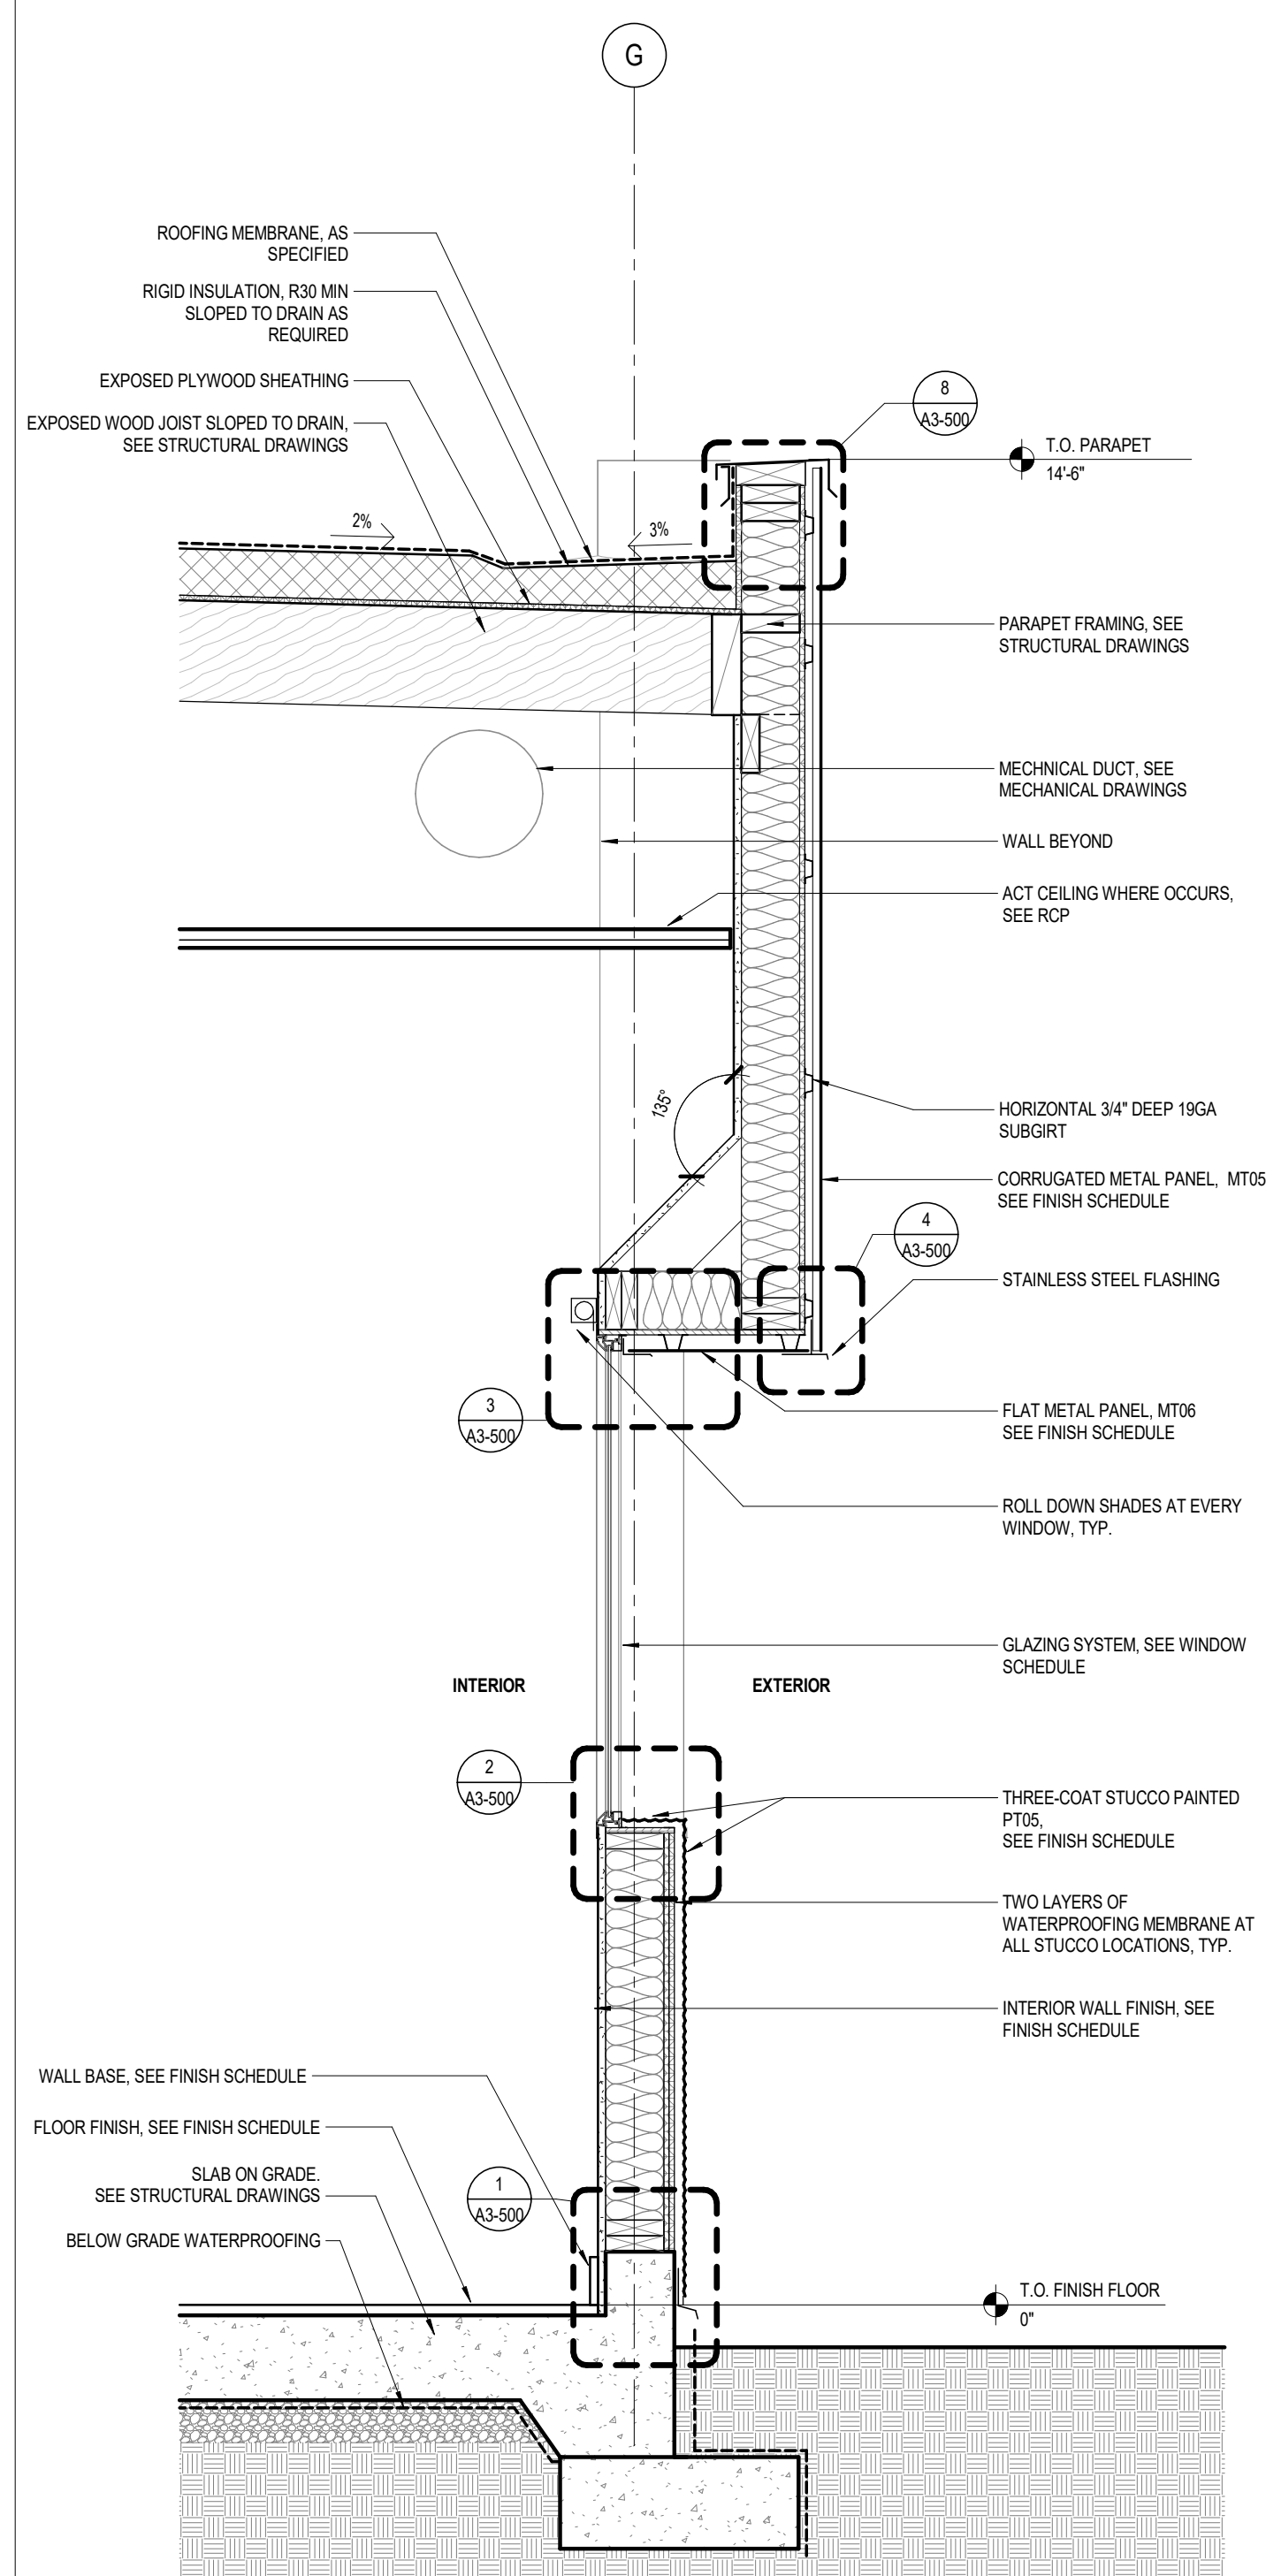 G
ROOFING MEMBRANE, AS
SPECIFIED
RIGID INSULATION, R30 MIN
SLOPED TO DRAIN AS
REQUIRED
EXPOSED PLYWOOD SHEATHING
EXPOSED WOOD JOIST SLOPED TO DRAIN,
SEE STRUCTURAL DRAWINGS
8
A3-500
T.O. PARAPET
14'-6"
2%
3%
PARAPET FRAMING, SEE
STRUCTURAL DRAWINGS
MECHNICAL DUCT, SEE
MECHANICAL DRAWINGS
WALL BEYOND
ACT CEILING WHERE OCCURS,
SEE RCP
135°
HORIZONTAL 3/4" DEEP 19GA
SUBGIRT
CORRUGATED METAL PANEL, MT05
SEE FINISH SCHEDULE
4
A3-500
STAINLESS STEEL FLASHING
3
A3-500
FLAT METAL PANEL, MT06
SEE FINISH SCHEDULE
ROLL DOWN SHADES AT EVERY
WINDOW, TYP.
GLAZING SYSTEM, SEE WINDOW
SCHEDULE
INTERIOR
EXTERIOR
2
A3-500
THREE-COAT STUCCO PAINTED
PT05,
SEE FINISH SCHEDULE
TWO LAYERS OF
WATERPROOFING MEMBRANE AT
ALL STUCCO LOCATIONS, TYP.
INTERIOR WALL FINISH, SEE
FINISH SCHEDULE
WALL BASE, SEE FINISH SCHEDULE
FLOOR FINISH, SEE FINISH SCHEDULE
SLAB ON GRADE.
SEE STRUCTURAL DRAWINGS
1
A3-500
BELOW GRADE WATERPROOFING
T.O. FINISH FLOOR
0"